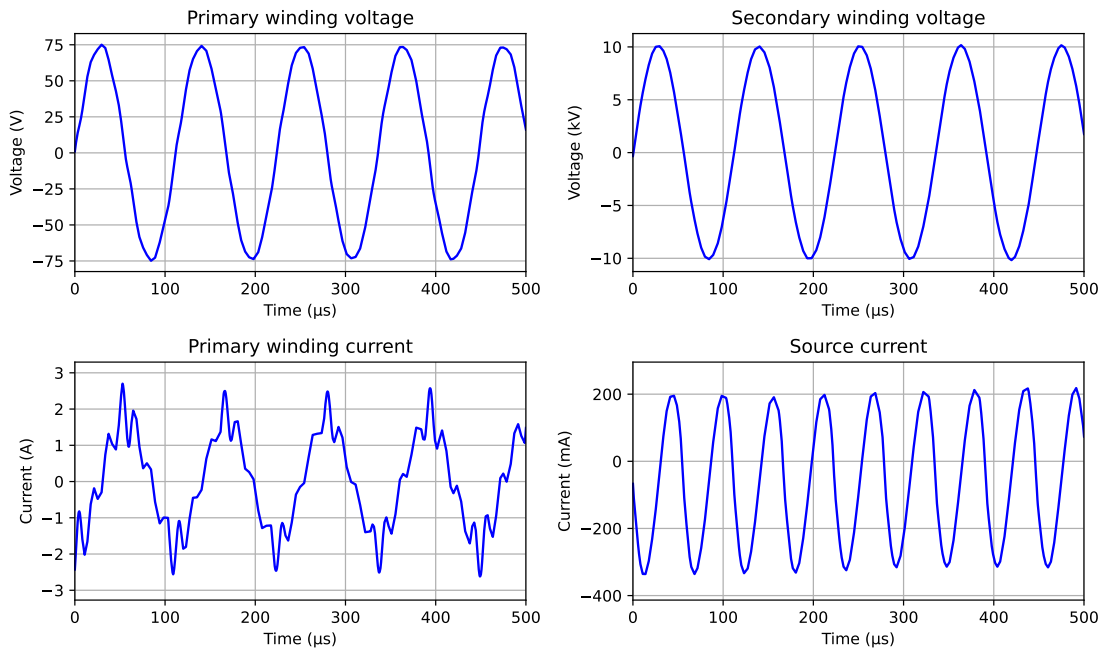 Primary winding voltage
Voltage (V)
75
50
25
0
−25
−50
−75
0 100 200 300 400 500
Time (µs)
Secondary winding voltage
Voltage (kV)
10
5
0
−5
−10
0 100 200 300 400 500
Time (µs)
Primary winding current
Current (A)
3
2
1
0
−1
−2
−3
0 100 200 300 400 500
Time (µs)
Source current
Current (mA)
200
0
−200
−400
0 100 200 300 400 500
Time (µs)